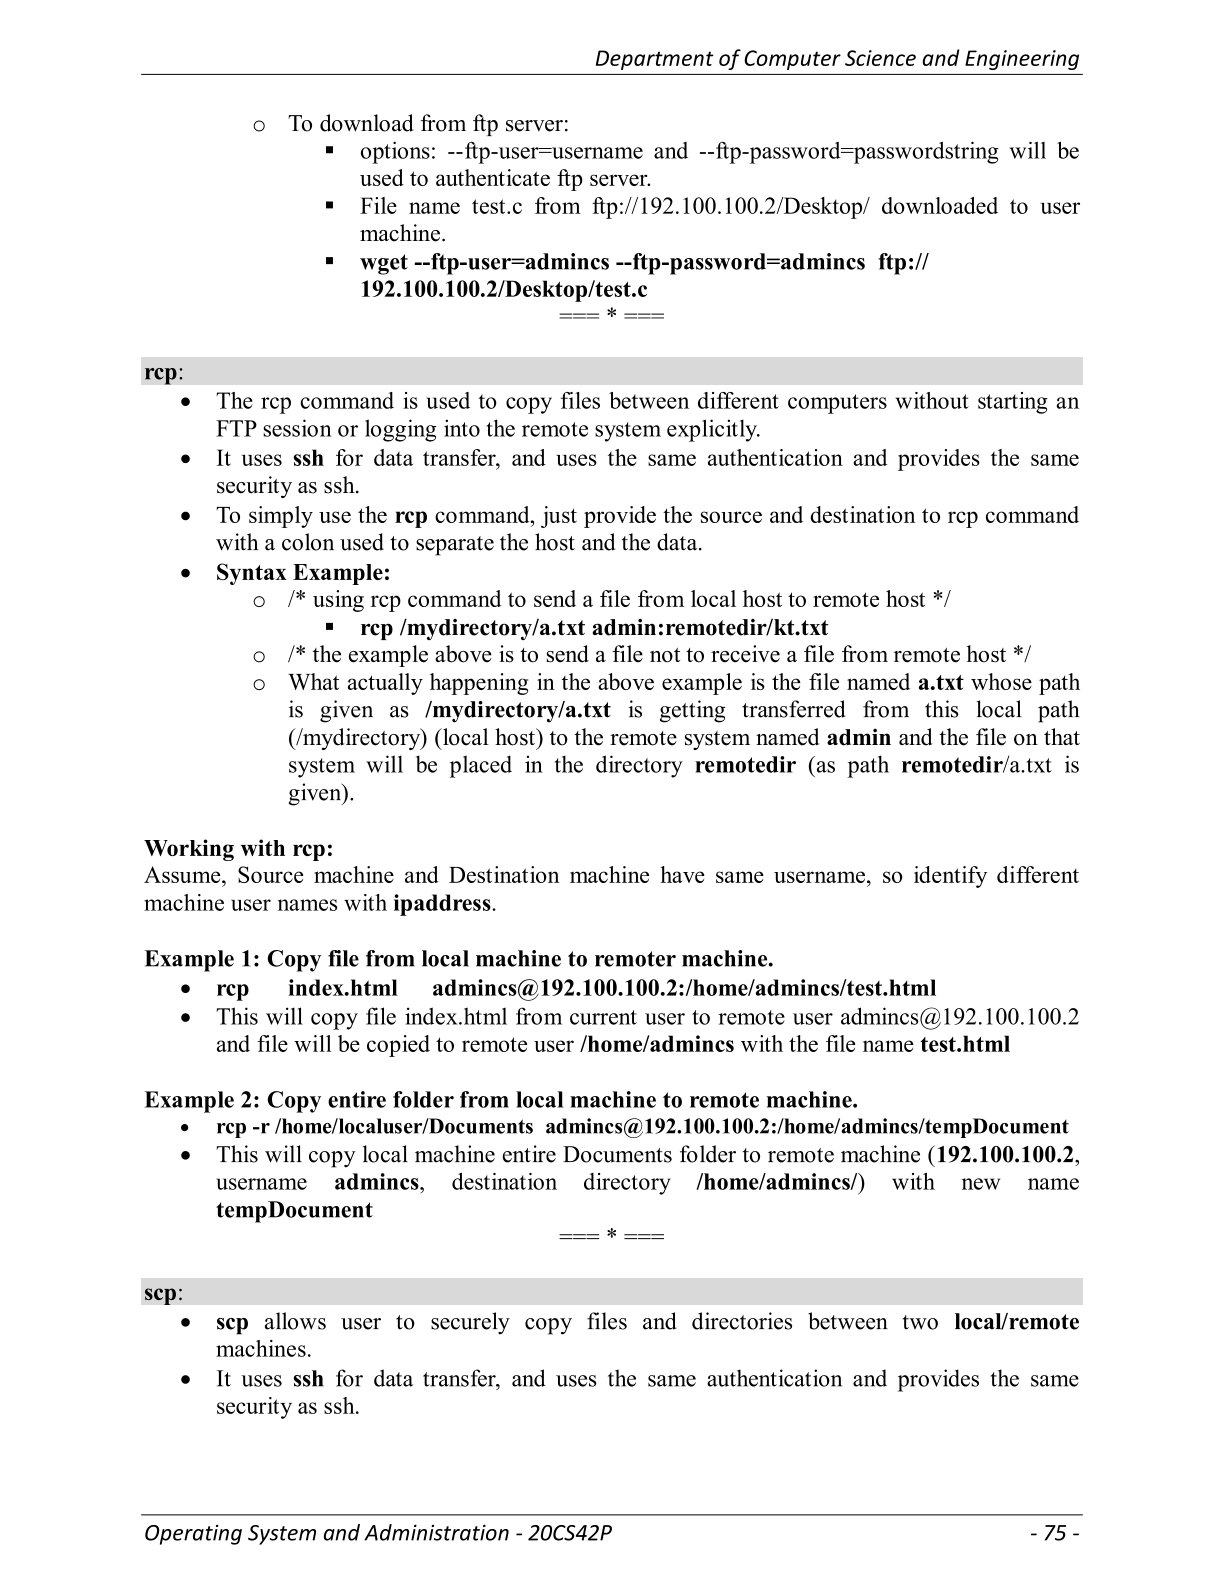 Department of Computer Science and Engineering
o To download from ftp server:
▪ options: --ftp-user=username and --ftp-password=passwordstring will be
used to authenticate ftp server.
▪ File name test.c from ftp://192.100.100.2/Desktop/ downloaded to user
machine.
▪ wget --ftp-user=admincs --ftp-password=admincs ftp://
192.100.100.2/Desktop/test.c
=== * ===
rcp:
• The rcp command is used to copy files between different computers without starting an
FTP session or logging into the remote system explicitly.
• It uses ssh for data transfer, and uses the same authentication and provides the same
security as ssh.
• To simply use the rcp command, just provide the source and destination to rcp command
with a colon used to separate the host and the data.
• Syntax Example:
o /* using rcp command to send a file from local host to remote host */
▪ rcp /mydirectory/a.txt admin:remotedir/kt.txt
o /* the example above is to send a file not to receive a file from remote host */
o What actually happening in the above example is the file named a.txt whose path
is given as /mydirectory/a.txt is getting transferred from this local path
(/mydirectory) (local host) to the remote system named admin and the file on that
system will be placed in the directory remotedir (as path remotedir/a.txt is
given).
Working with rcp:
Assume, Source machine and Destination machine have same username, so identify different
machine user names with ipaddress.
Example 1: Copy file from local machine to remoter machine.
• rcp index.html admincs@192.100.100.2:/home/admincs/test.html
• This will copy file index.html from current user to remote user admincs@192.100.100.2
and file will be copied to remote user /home/admincs with the file name test.html
Example 2: Copy entire folder from local machine to remote machine.
• rcp -r /home/localuser/Documents admincs@192.100.100.2:/home/admincs/tempDocument
• This will copy local machine entire Documents folder to remote machine (192.100.100.2,
username admincs, destination directory /home/admincs/) with new name
tempDocument
=== * ===
scp:
• scp allows user to securely copy files and directories between two local/remote
machines.
• It uses ssh for data transfer, and uses the same authentication and provides the same
security as ssh.
Operating System and Administration - 20CS42P - 75 -